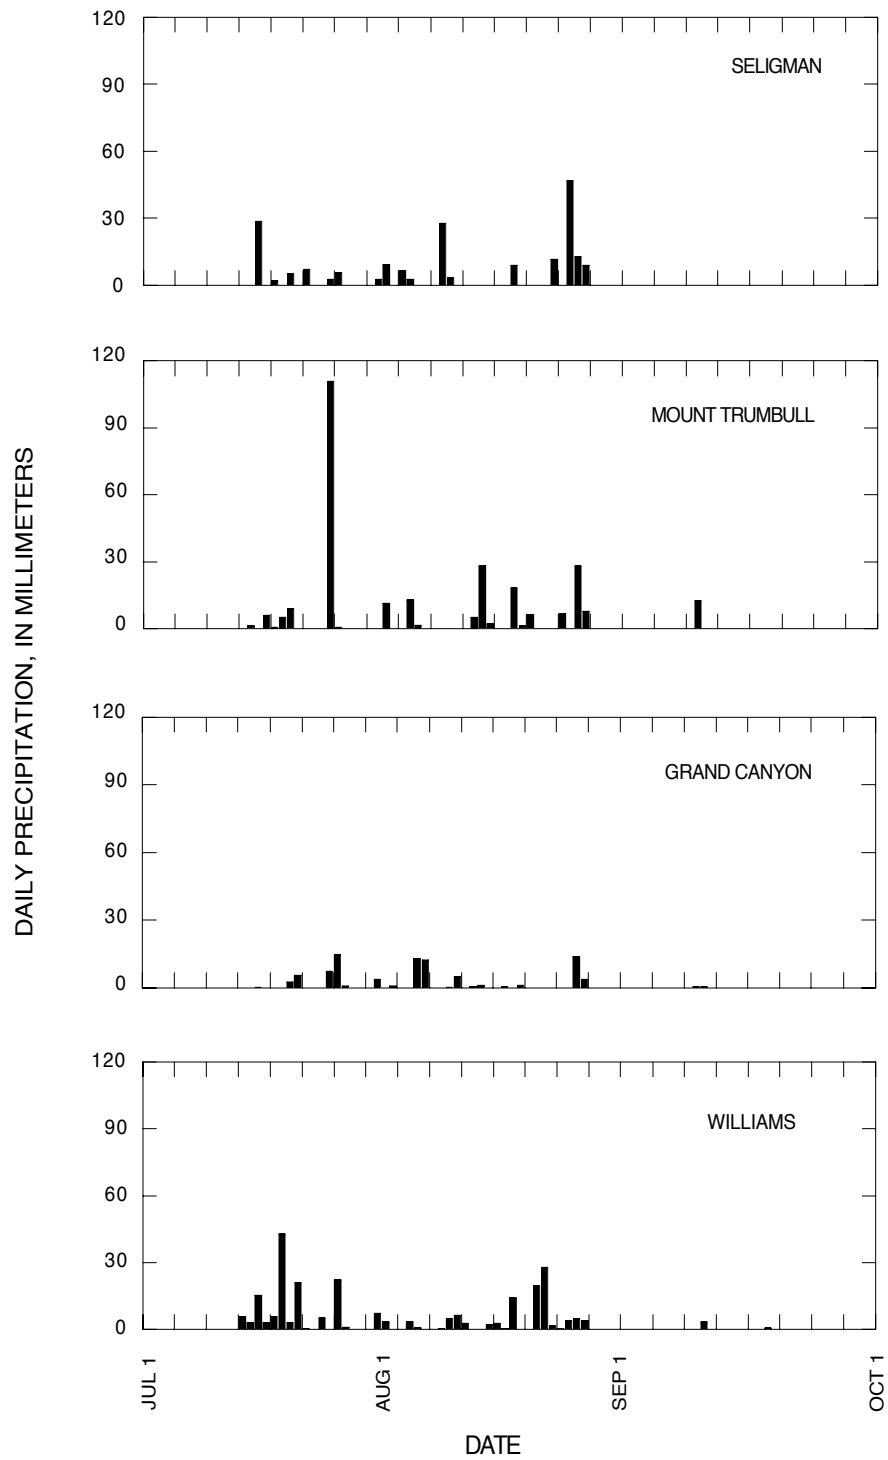 DAILY PRECIPITATION, IN MILLIMETERS
120
90
60
30
0
SELIGMAN
120
90
60
30
0
MOUNT TRUMBULL
120
90
60
30
0
GRAND CANYON
120
90
60
30
0
WILLIAMS
JUL 1
AUG 1
SEP 1
OCT 1
DATE